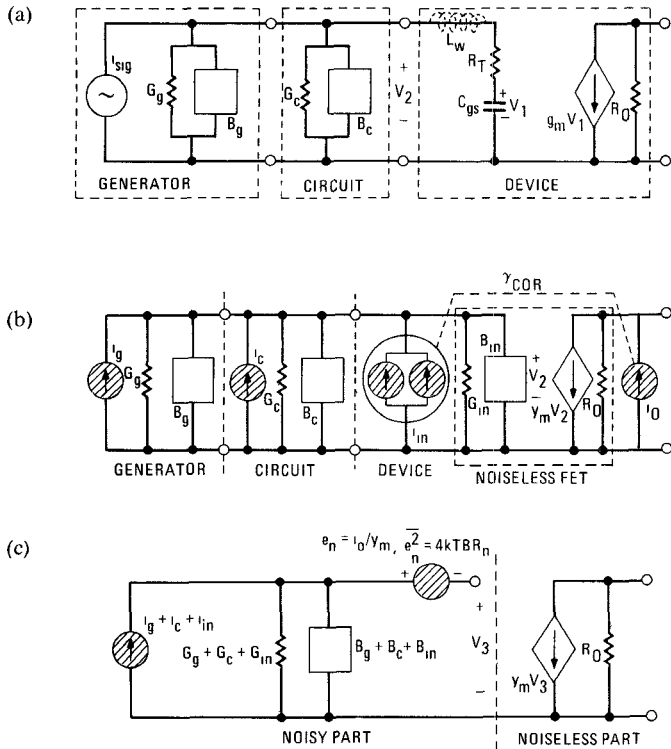 (a)
i_sig
G_g
B_g
G_c
B_c
+
V_2
-
L_w
R_T
C_gs
+
V_1
-
g_m V_1
R_O
GENERATOR
CIRCUIT
DEVICE
γ_COR
(b)
i_g
G_g
B_g
i_c
G_c
B_c
i_in
G_in
B_in
+
V_2
-
y_m V_2
R_O
i_O
GENERATOR
CIRCUIT
DEVICE
NOISELESS FET
(c)
e_n = i_o/y_m, e_n^2 = 4kTBR_n
+
-
i_g + i_c + i_in
G_g + G_c + G_in
B_g + B_c + B_in
+
V_3
-
y_m V_3
R_O
NOISY PART
NOISELESS PART